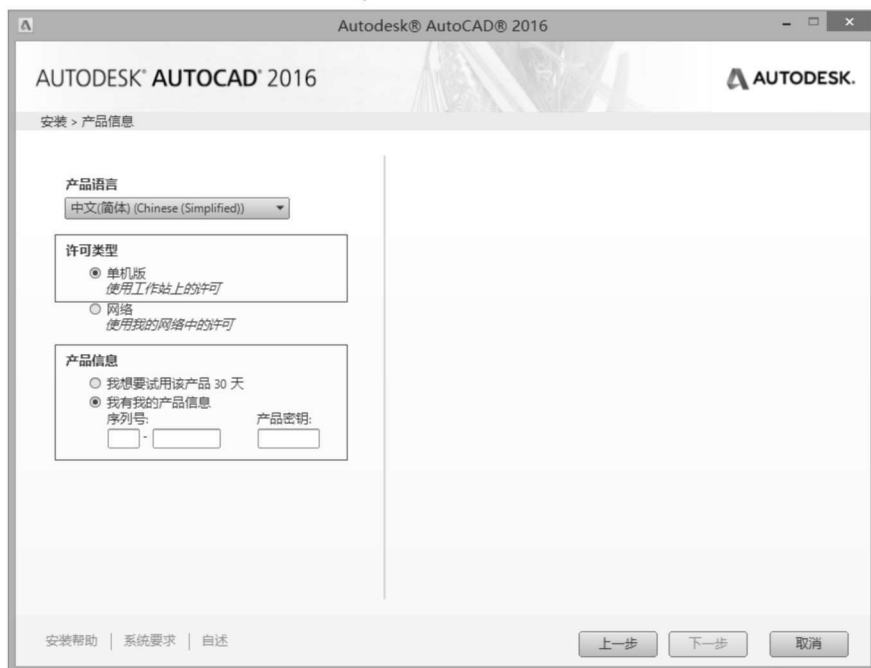 Autodesk® AutoCAD® 2016
AUTODESK® AUTOCAD® 2016
AUTODESK.
安装 > 产品信息
产品语言
中文(简体) (Chinese (Simplified))
许可类型
单机版
使用工作站上的许可
网络
使用我的网络中的许可
产品信息
我想要试用该产品 30 天
我有我的产品信息
序列号: 产品密钥:
-
安装帮助 | 系统要求 | 自述
上一步 下一步 取消